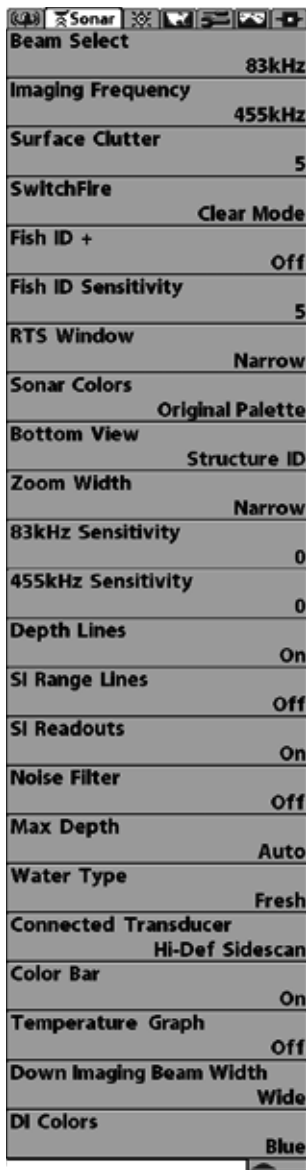 Sonar
Beam Select
83kHz
Imaging Frequency
455kHz
Surface Clutter
5
SwitchFire
Clear Mode
Fish ID +
Off
Fish ID Sensitivity
5
RTS Window
Narrow
Sonar Colors
Original Palette
Bottom View
Structure ID
Zoom Width
Narrow
83kHz Sensitivity
0
455kHz Sensitivity
0
Depth Lines
On
SI Range Lines
Off
SI Readouts
On
Noise Filter
Off
Max Depth
Auto
Water Type
Fresh
Connected Transducer
Hi-Def Sidescan
Color Bar
On
Temperature Graph
Off
Down Imaging Beam Width
Wide
DI Colors
Blue